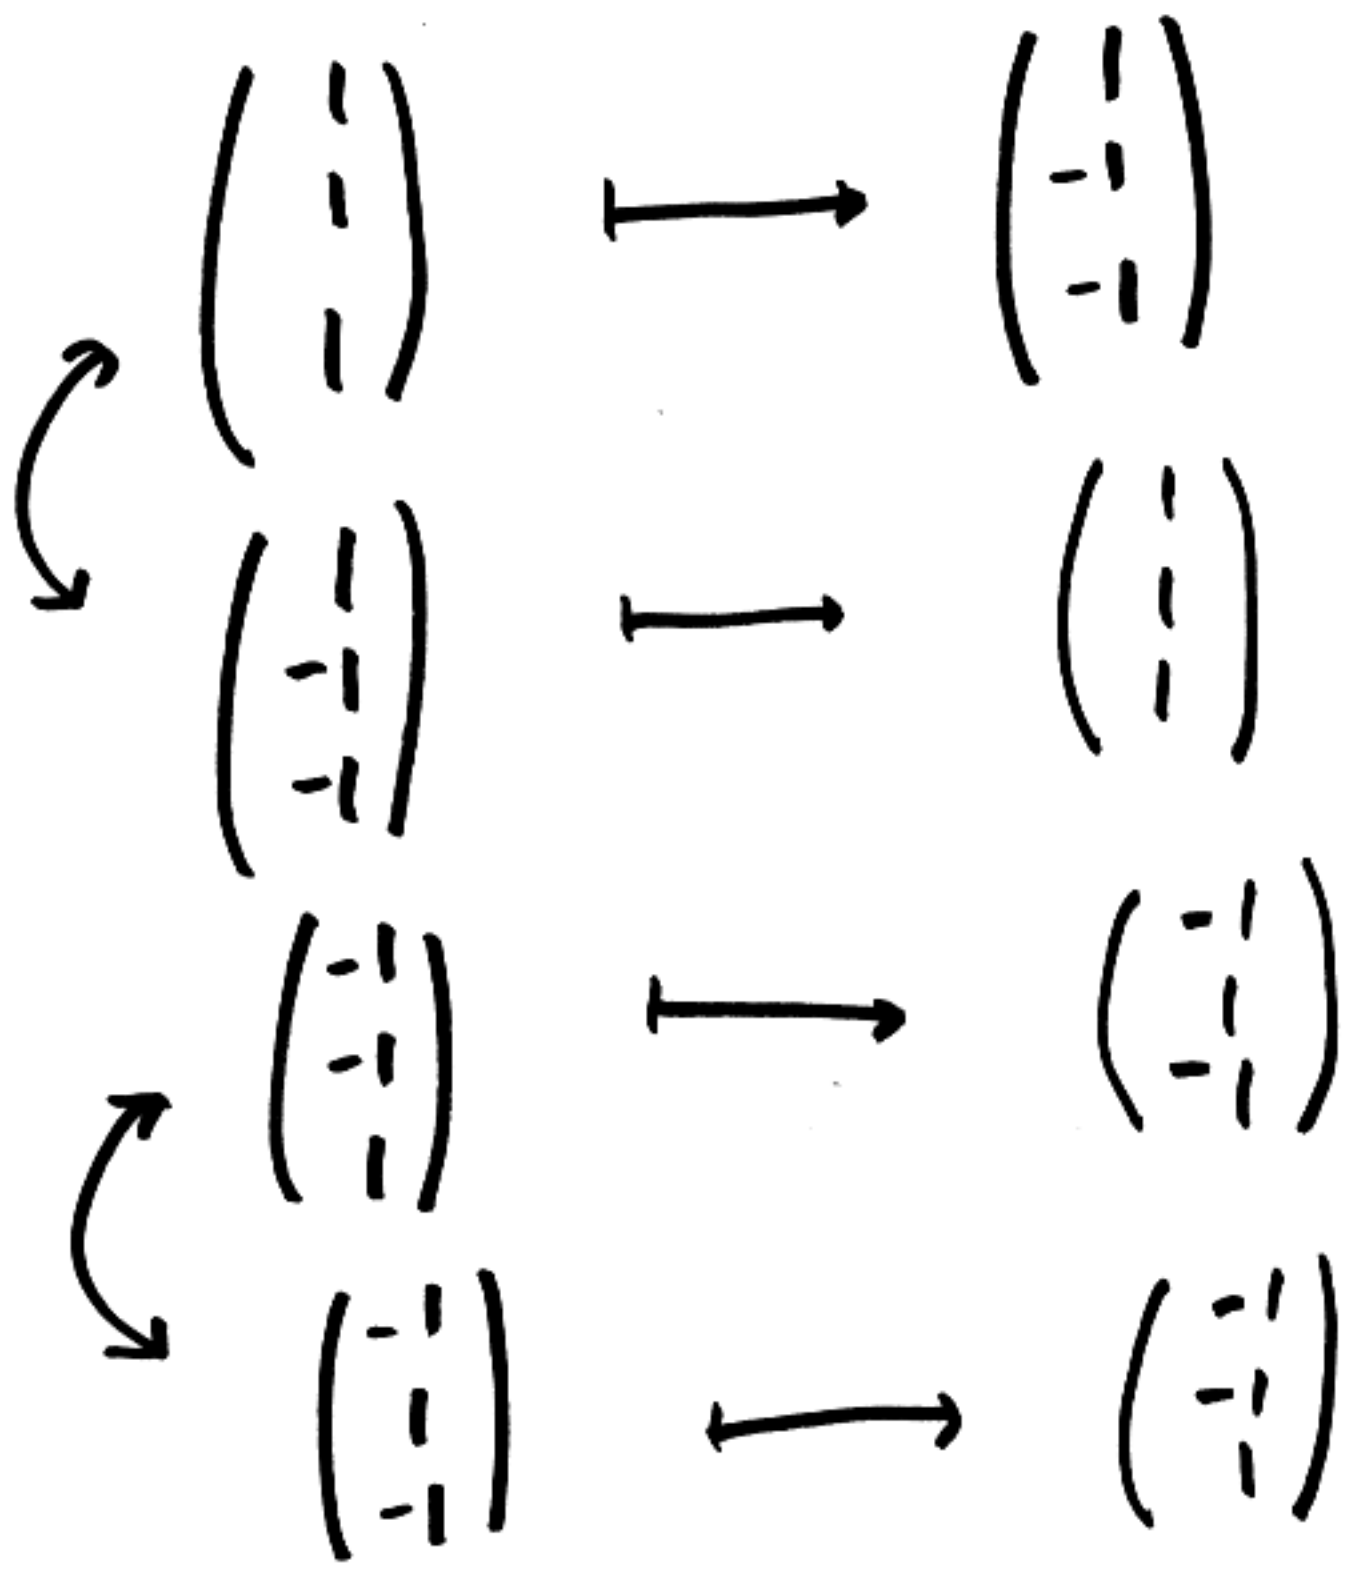 ( 1 ) ↦ ( 1 )
( 1 ) ↦ ( -1 )
( 1 ) ↦ ( -1 )
( 1 ) ↦ ( 1 )
( -1 ) ↦ ( 1 )
( -1 ) ↦ ( 1 )
( -1 ) ↦ ( -1 )
( -1 ) ↦ ( 1 )
( 1 ) ↦ ( -1 )
( -1 ) ↦ ( -1 )
( 1 ) ↦ ( -1 )
( -1 ) ↦ ( 1 )